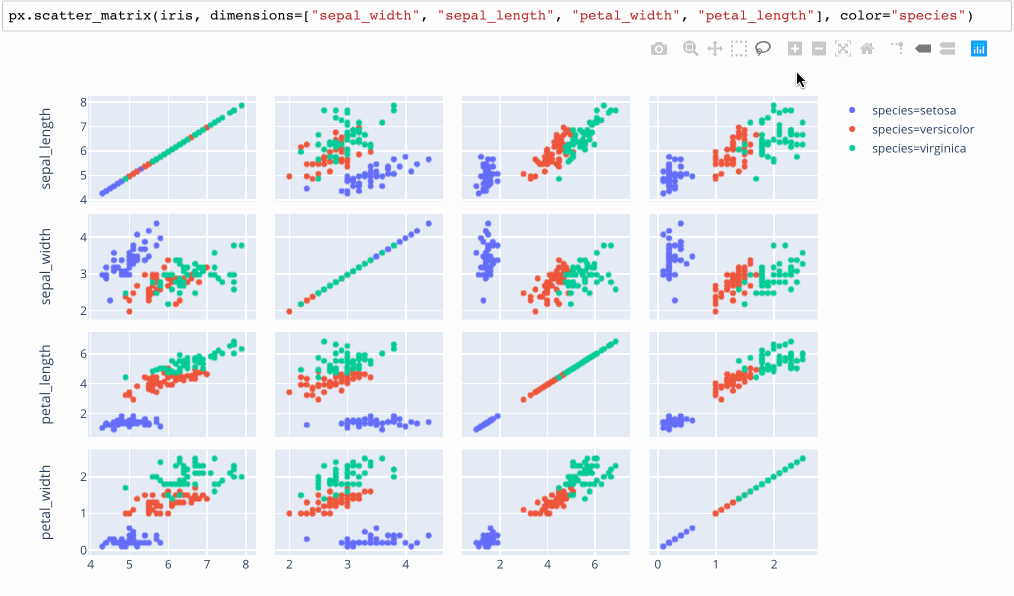 px.scatter_matrix(iris, dimensions=["sepal_width", "sepal_length", "petal_width", "petal_length"], color="species")
species=setosa
species=versicolor
species=virginica
sepal_length
8
7
6
5
4
sepal_width
4
3
2
petal_length
6
4
2
petal_width
2
1
0
4 5 6 7 8 2 3 4 2 4 6 0 1 2